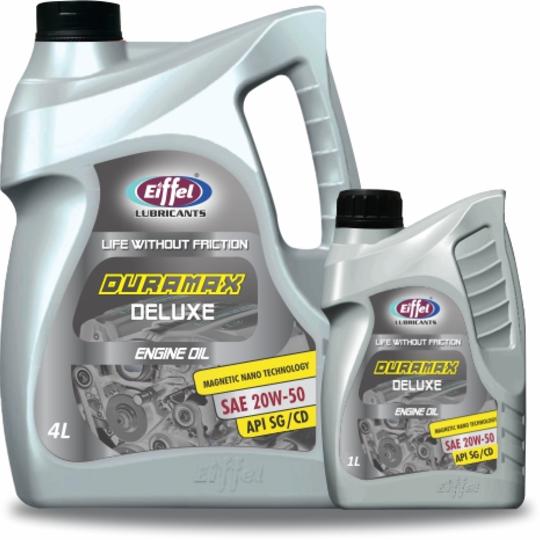 Eiffel
LUBRICANTS
LIFE WITHOUT FRICTION
DURAMAX
DELUXE
ENGINE OIL
MAGNETIC NANO TECHNOLOGY
SAE 20W-50
API SG/CD
4L
Eiffel
Eiffel
LUBRICANTS
LIFE WITHOUT FRICTION
DURAMAX
DELUXE
ENGINE OIL
MAGNETIC NANO TECHNOLOGY
SAE 20W-50
API SG/CD
1L
Eiffel